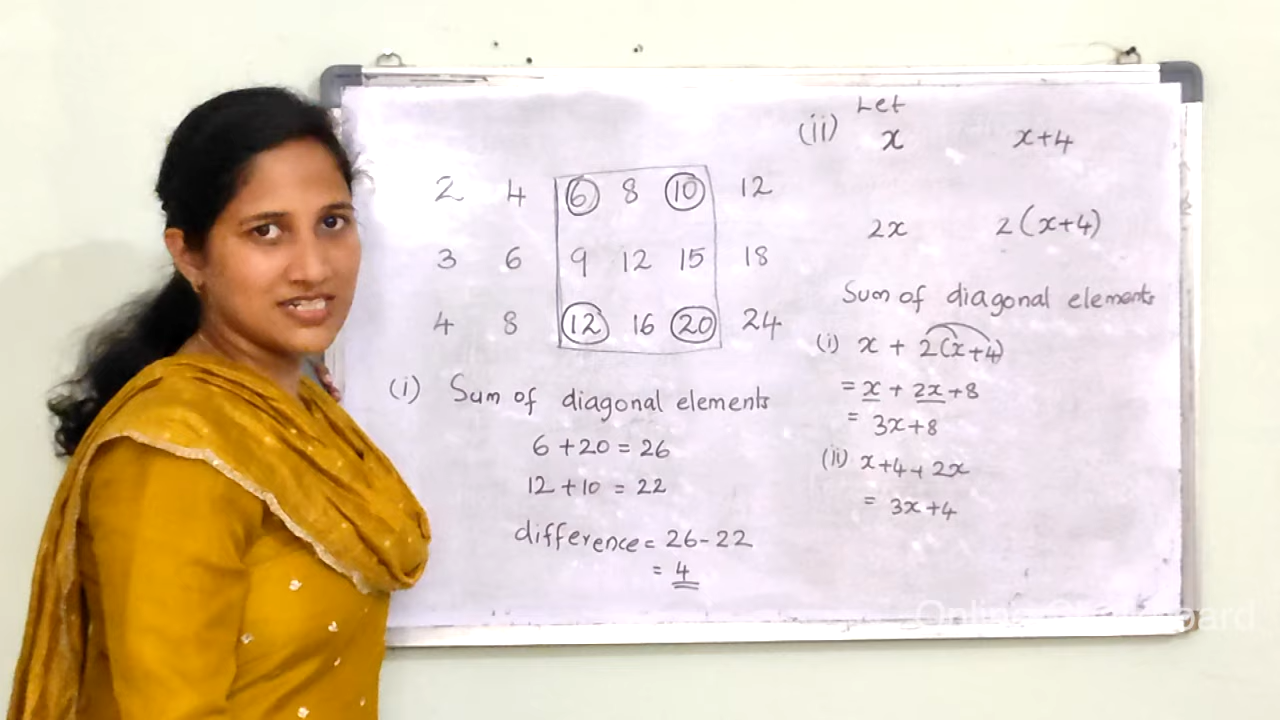 2 4 6 8 10 12
3 6 9 12 15 18
4 8 12 16 20 24
(i) Sum of diagonal elements
6 + 20 = 26
12 + 10 = 22
difference = 26 - 22
= 4
(ii) Let
x x+4
2x 2(x+4)
Sum of diagonal elements
(i) x + 2(x+4)
= x + 2x + 8
= 3x+8
(ii) x+4+2x
= 3x+4
Online